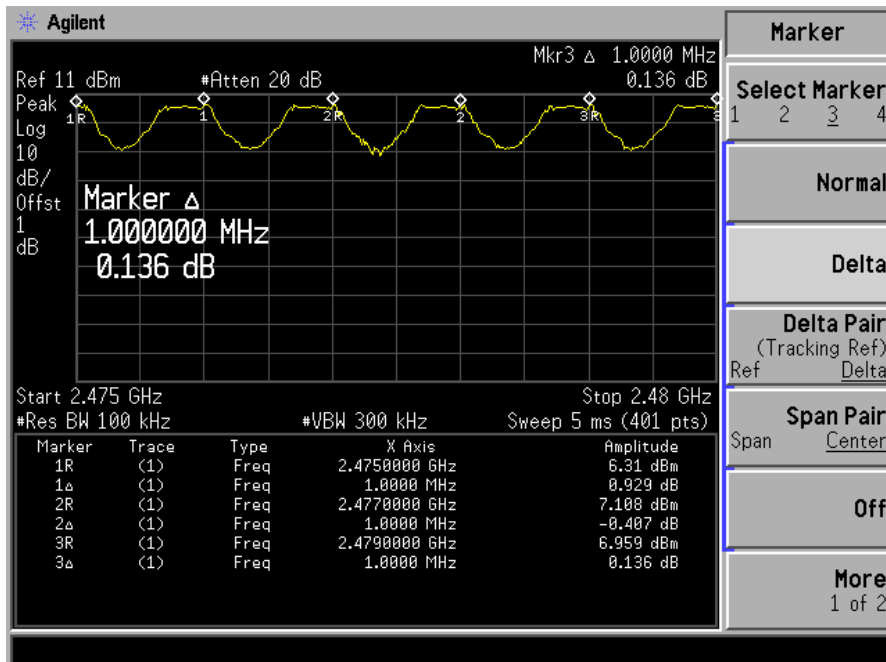 Agilent
Marker
Mkr3 Δ 1.0000 MHz
Ref 11 dBm #Atten 20 dB 0.136 dB
Peak
Log
10
dB/
Offst
1
dB
1R 1 2R 2 3R 3
Marker Δ
1.000000 MHz
0.136 dB
Start 2.475 GHz Stop 2.48 GHz
#Res BW 100 kHz #VBW 300 kHz Sweep 5 ms (401 pts)
Marker Trace Type X Axis Amplitude
1R (1) Freq 2.4750000 GHz 6.31 dBm
1Δ (1) Freq 1.0000 MHz 0.929 dB
2R (1) Freq 2.4770000 GHz 7.108 dBm
2Δ (1) Freq 1.0000 MHz -0.407 dB
3R (1) Freq 2.4790000 GHz 6.959 dBm
3Δ (1) Freq 1.0000 MHz 0.136 dB
Select Marker
1 2 3 4
Normal
Delta
Delta Pair
(Tracking Ref)
Ref Delta
Span Pair
Span Center
Off
More
1 of 2